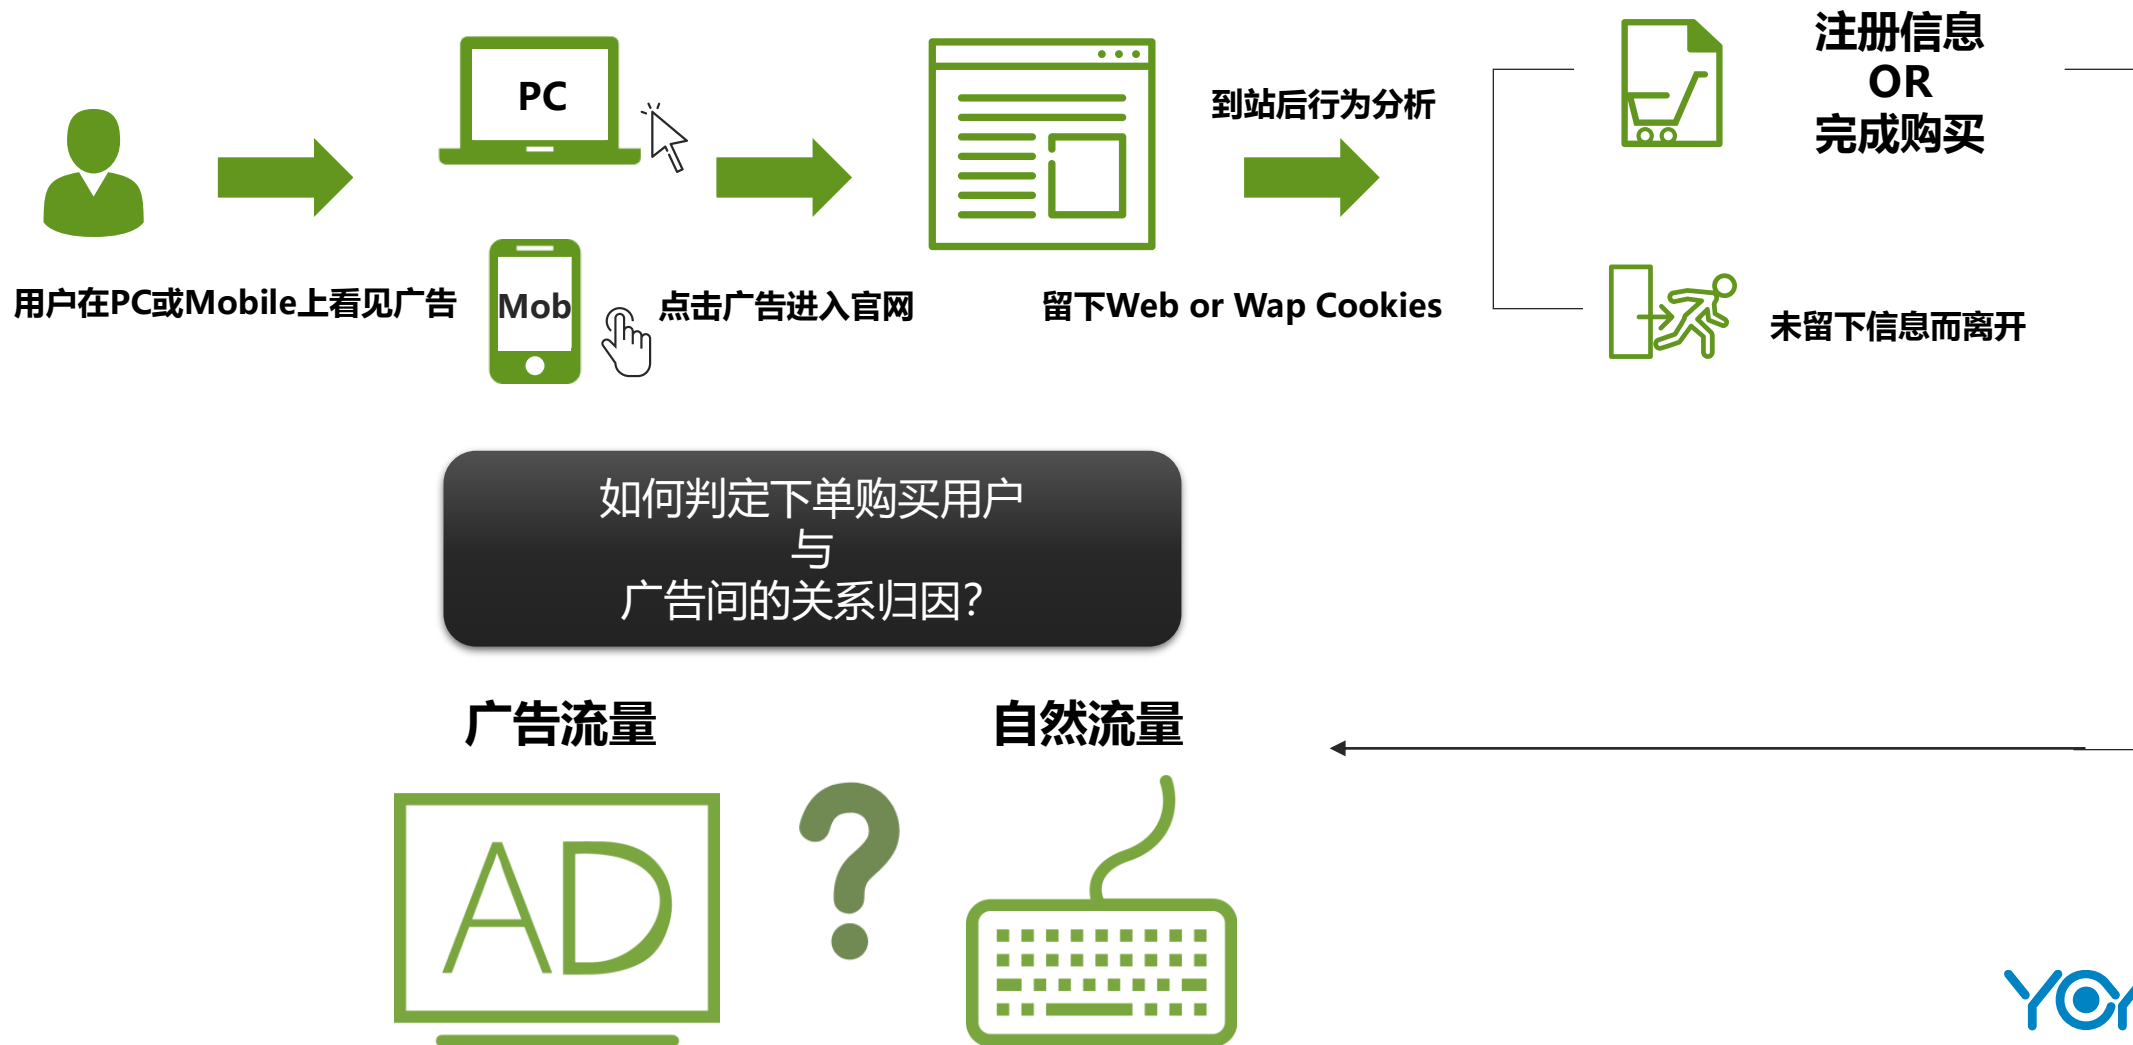 用户在PC或Mobile上看见广告
PC
Mob
点击广告进入官网
留下Web or Wap Cookies
到站后行为分析
注册信息
OR
完成购买
未留下信息而离开
如何判定下单购买用户
与
广告间的关系归因?
广告流量
自然流量
AD